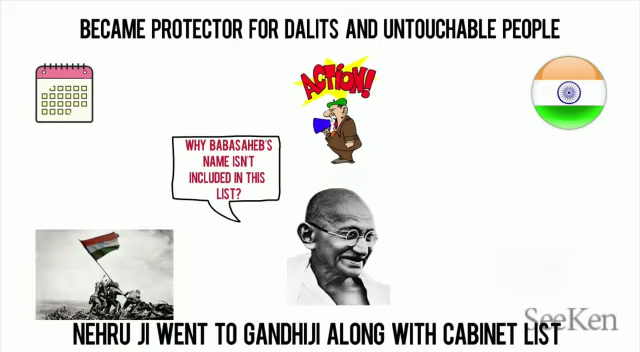 BECAME PROTECTOR FOR DALITS AND UNTOUCHABLE PEOPLE
ACTION!
WHY BABASAHEB'S
NAME ISN'T
INCLUDED IN THIS
LIST?
NEHRU JI WENT TO GANDHIJI ALONG WITH CABINET LIST
SeeKen